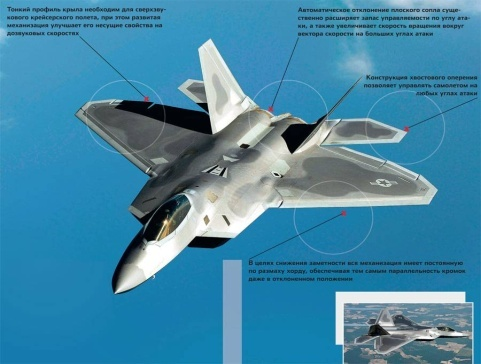 Тонкий профиль крыла необходим для сверхзву-
кового крейсерского полета, при этом развитая
механизация улучшает его несущие свойства на
дозвуковых скоростях
Автоматическое отклонение плоского сопла суще-
ственно расширяет запас управляемости по углу ата-
ки, а также увеличивает скорость вращения вокруг
вектора скорости на больших углах атаки
Конструкция хвостового оперения
позволяет управлять самолетом на
любых углах атаки
В целях снижения заметности вся механизация имеет постоянную
по размаху хорду, обеспечивая тем самым параллельность кромок
даже в отклоненном положении